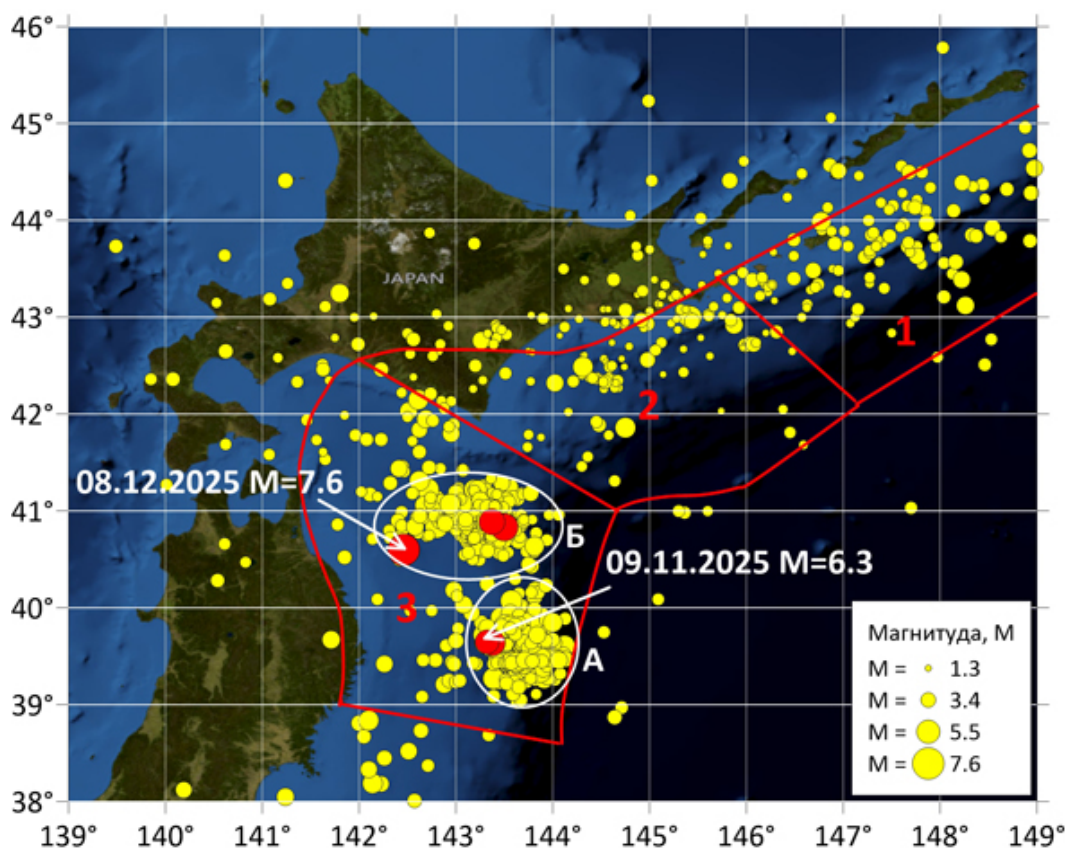 46°
45°
44°
43°
42°
41°
40°
39°
38°
JAPAN
1
2
08.12.2025 M=7.6
Б
09.11.2025 M=6.3
3
А
Магнитуда, М
М = 1.3
М = 3.4
М = 5.5
М = 7.6
139° 140° 141° 142° 143° 144° 145° 146° 147° 148° 149°